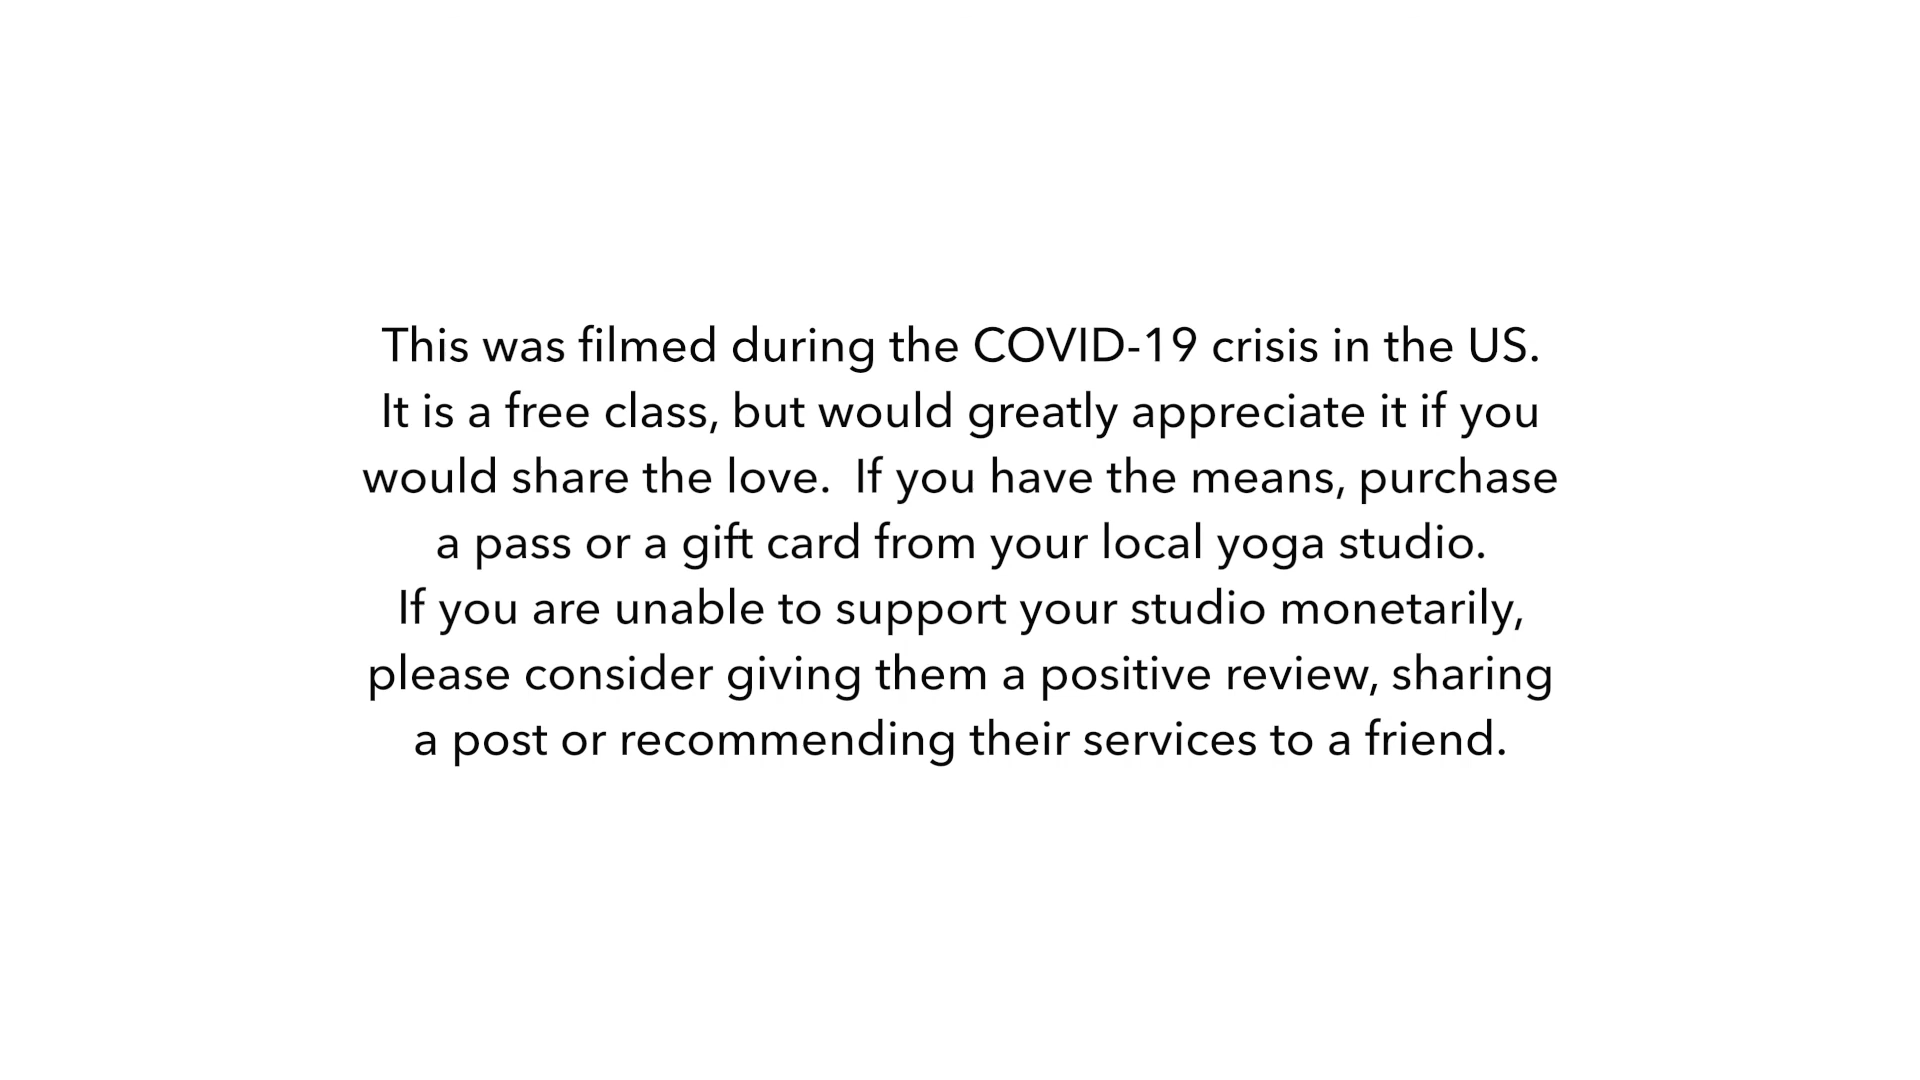 This was filmed during the COVID-19 crisis in the US.
It is a free class, but would greatly appreciate it if you
would share the love.  If you have the means, purchase
a pass or a gift card from your local yoga studio.
If you are unable to support your studio monetarily,
please consider giving them a positive review, sharing
a post or recommending their services to a friend.